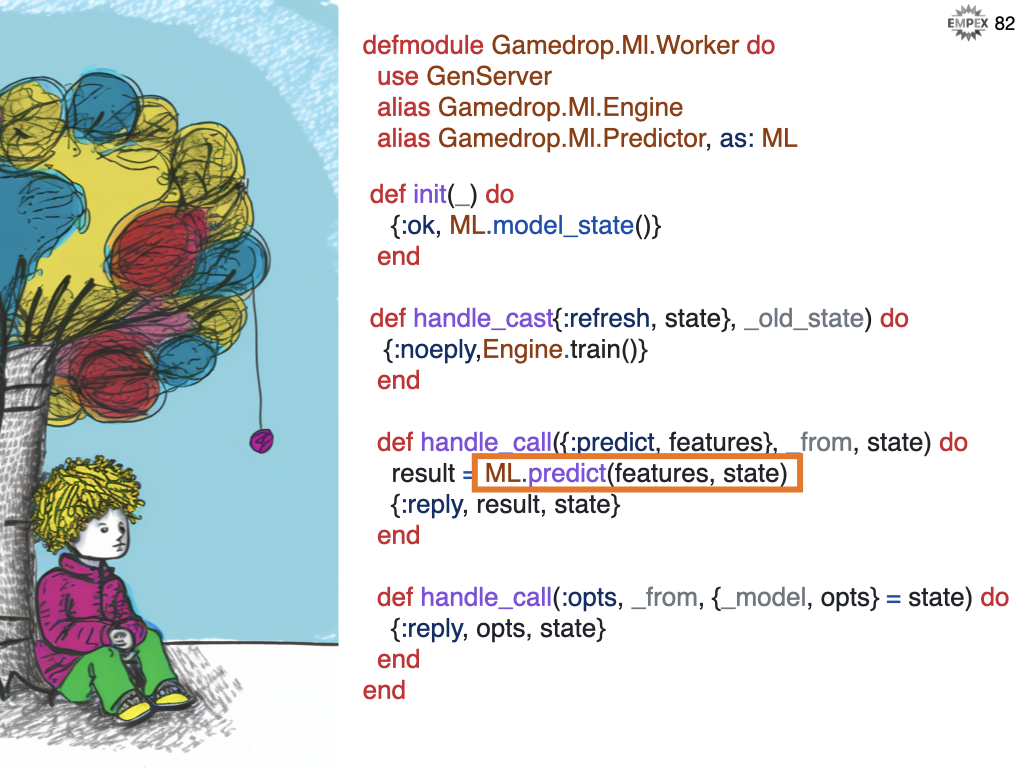 EMPEX 82
defmodule Gamedrop.Ml.Worker do
use GenServer
alias Gamedrop.Ml.Engine
alias Gamedrop.Ml.Predictor, as: ML
def init(_) do
{:ok, ML.model_state()}
end
def handle_cast{:refresh, state}, _old_state) do
{:noeply,Engine.train()}
end
def handle_call({:predict, features}, _from, state) do
result = ML.predict(features, state)
{:reply, result, state}
end
def handle_call(:opts, _from, {_model, opts} = state) do
{:reply, opts, state}
end
end